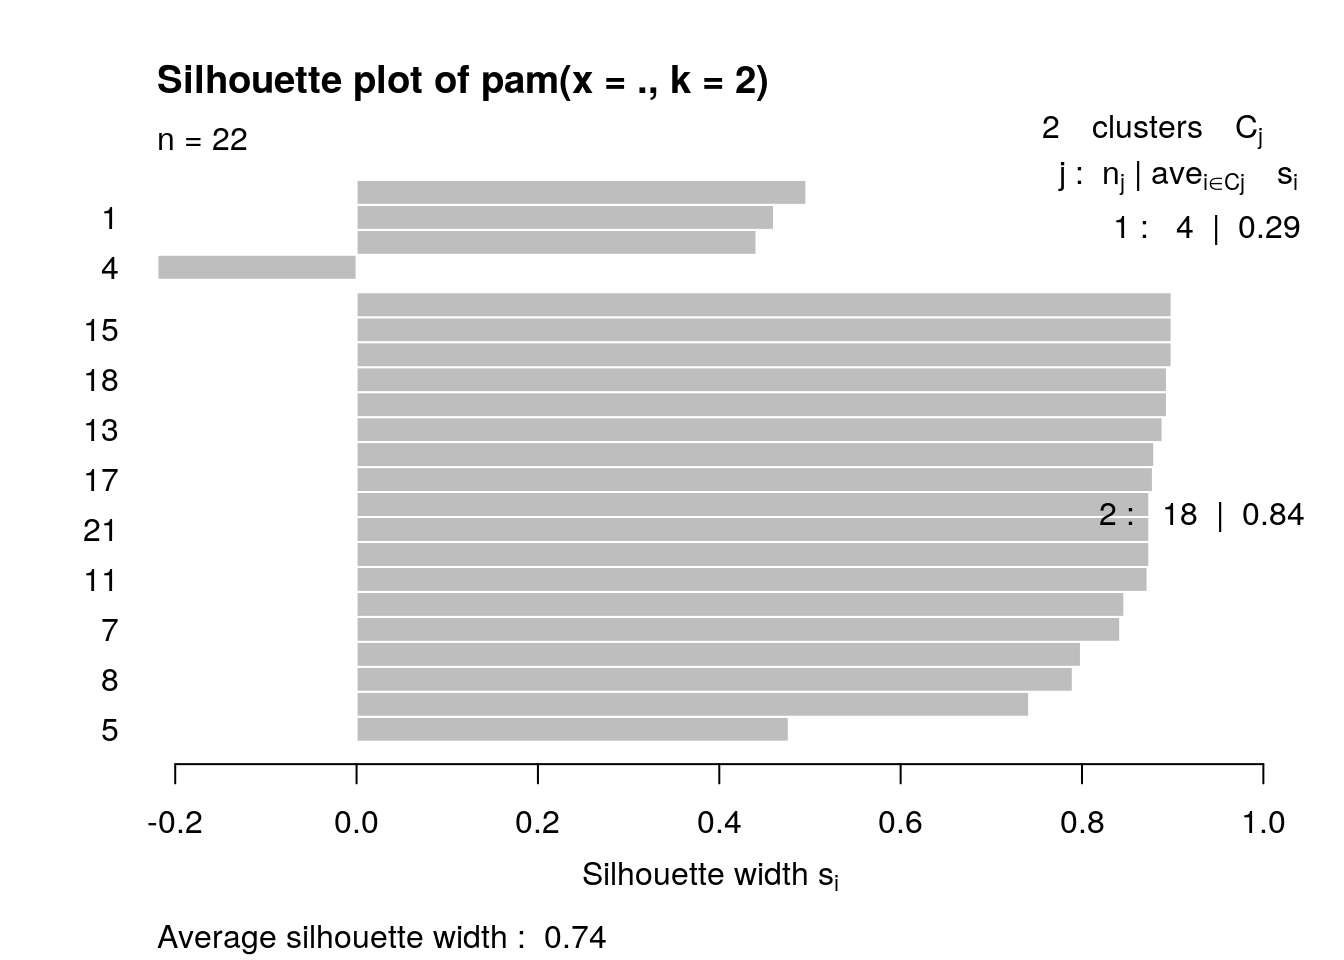 Silhouette plot of pam(x = ., k = 2)
n = 22
2 clusters Cj
j : nj | avei∈Cj si
1 : 4 | 0.29
1
4
15
18
13
17
2 : 18 | 0.84
21
11
7
8
5
-0.2 0.0 0.2 0.4 0.6 0.8 1.0
Silhouette width si
Average silhouette width : 0.74